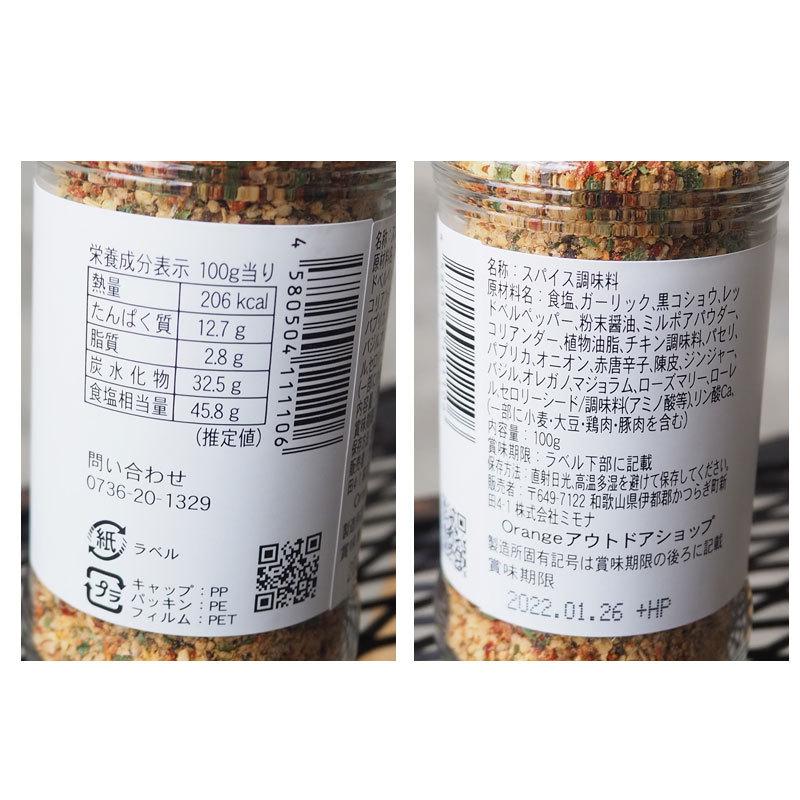 栄養成分表示 100g当り
熱量 206 kcal
たんぱく質 12.7 g
脂質 2.8 g
炭水化物 32.5 g
食塩相当量 45.8 g
(推定値)
問い合わせ
0736-20-1329
紙 ラベル
プラ キャップ：PP
パッキン：PE
フィルム：PET
4 580504 111106
名称：スパイス調味料
原材料名：食塩、ガーリック、黒コショウ、レッ
ドベルペッパー、粉末醤油、ミルポアパウダー、
コリアンダー、植物油脂、チキン調味料、パセリ、
パプリカ、オニオン、赤唐辛子、陳皮、ジンジャー、
バジル、オレガノ、マジョラム、ローズマリー、ローレ
ル、セロリーシード/調味料(アミノ酸等)、リン酸Ca、
(一部に小麦・大豆・鶏肉・豚肉を含む)
内容量：100g
賞味期限：ラベル下部に記載
保存方法：直射日光、高温多湿を避けて保存してください。
販売者：〒649-7122 和歌山県伊都郡かつらぎ町新
田4-1 株式会社ミモナ
Orangeアウトドアショップ
製造所固有記号は賞味期限の後ろに記載
賞味期限
2022.01.26 +HP